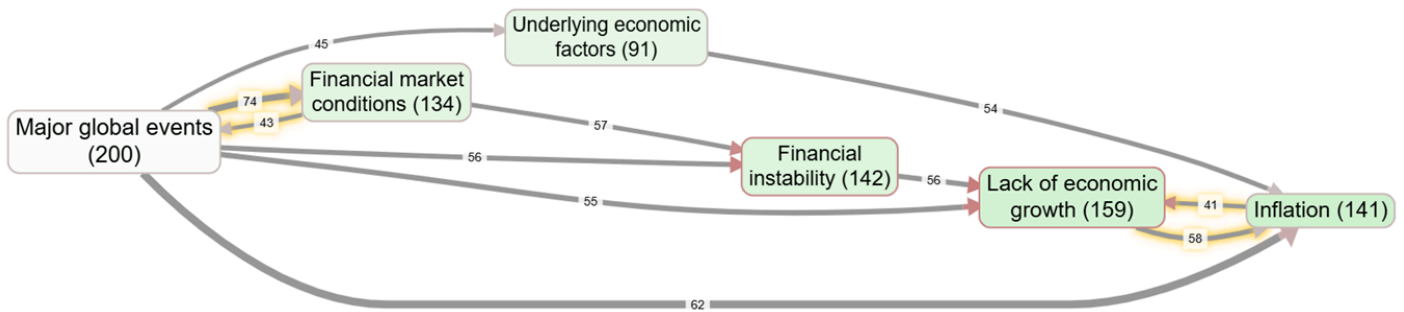 Underlying economic
factors (91)
45
Financial market
conditions (134)
74
43
54
Major global events
(200)
57
56
Financial
instability (142)
56
Lack of economic
growth (159)
55
41
Inflation (141)
58
62